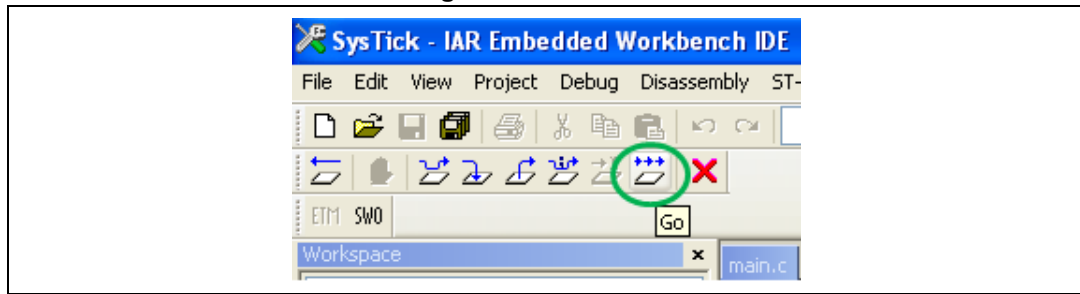 SysTick - IAR Embedded Workbench IDE
File Edit View Project Debug Disassembly ST-
ETM SWO
Go
Workspace
main.c